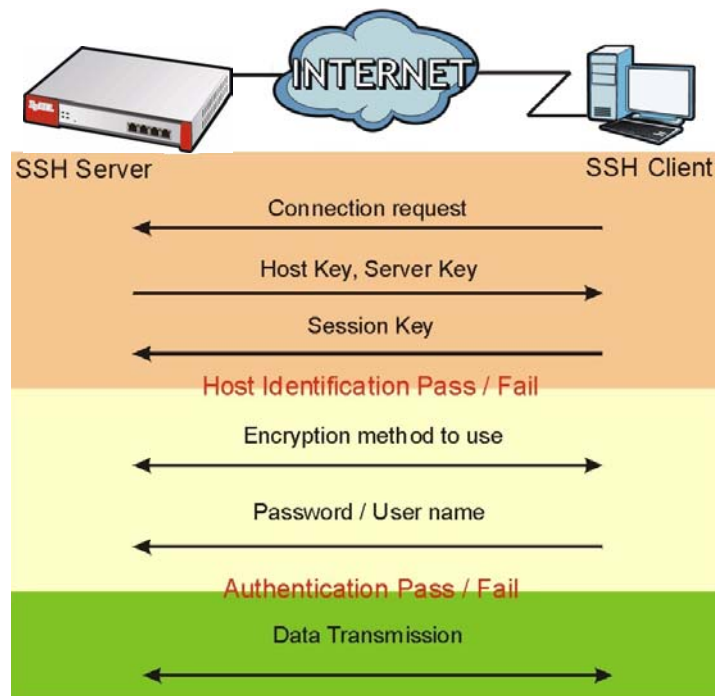 INTERNET
ZyXEL
SSH Server
SSH Client
Connection request
Host Key, Server Key
Session Key
Host Identification Pass / Fail
Encryption method to use
Password / User name
Authentication Pass / Fail
Data Transmission